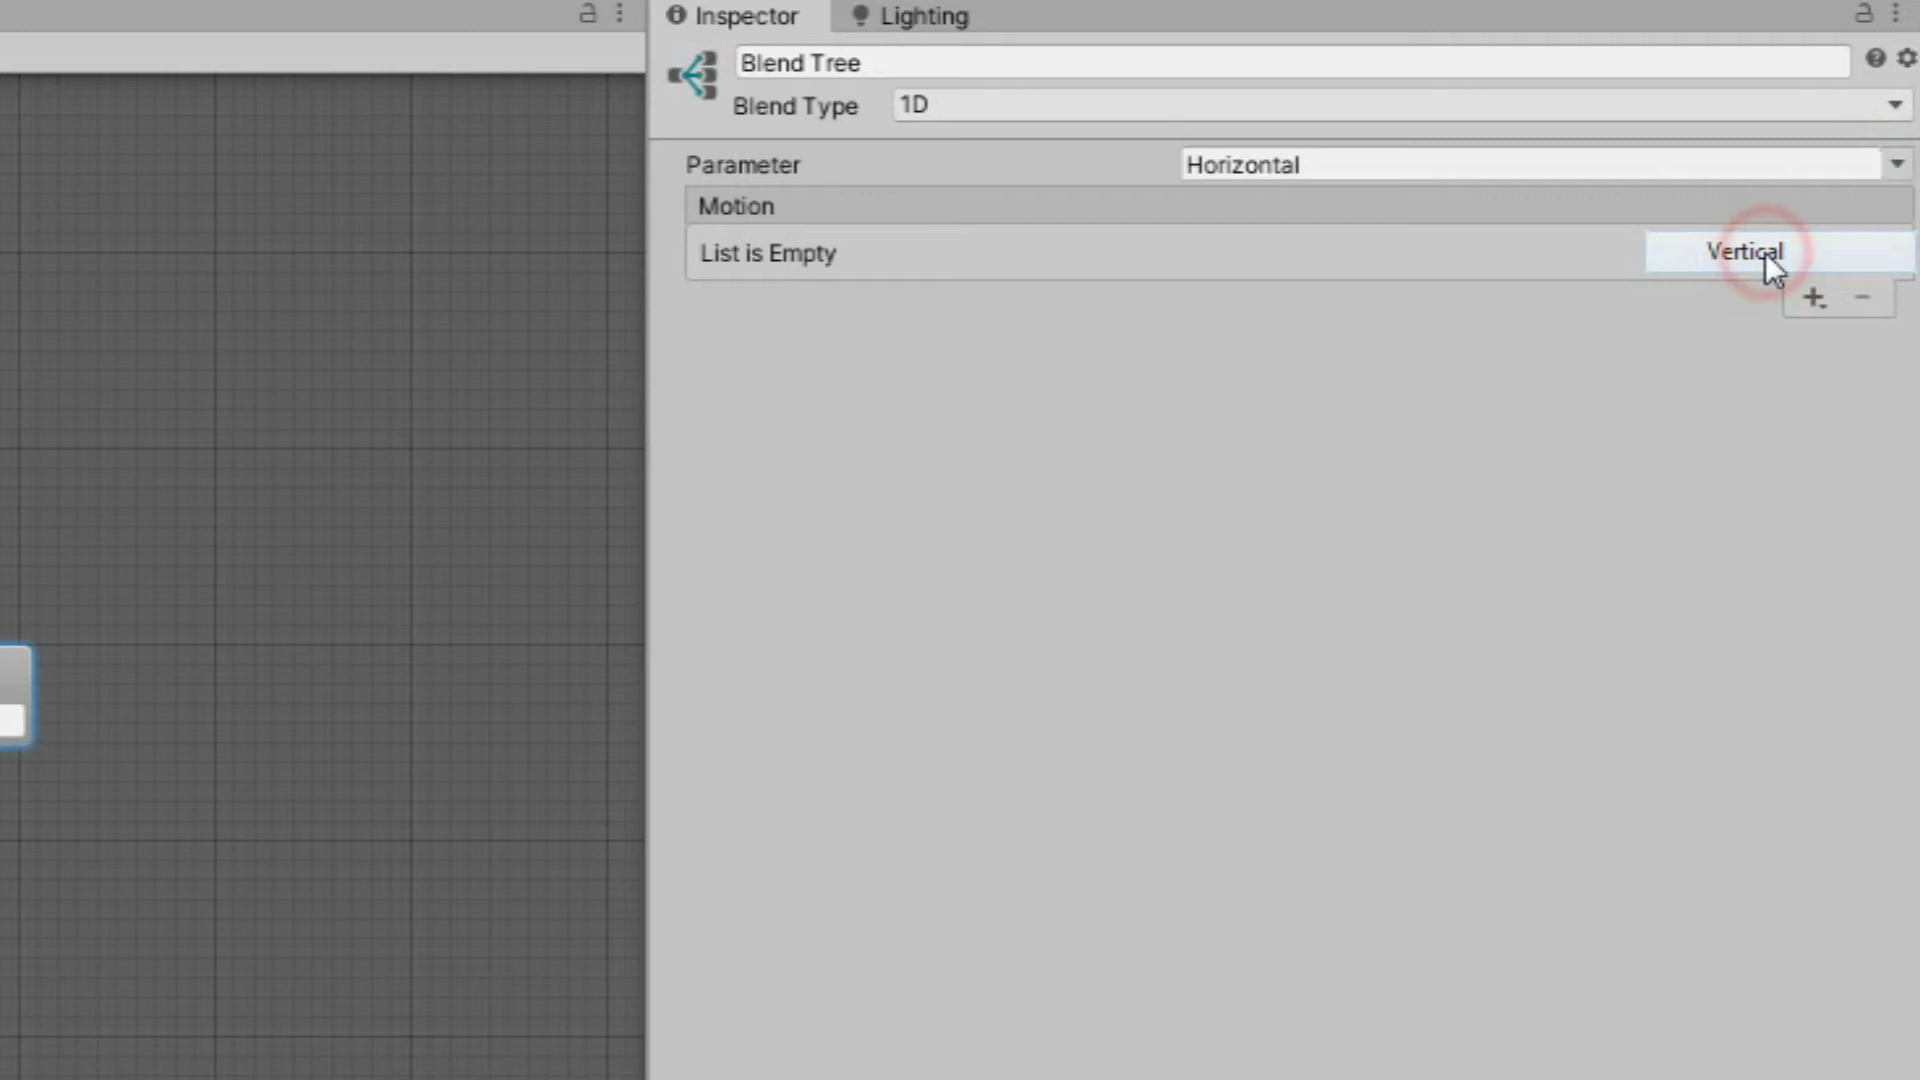 Inspector
Lighting
Blend Tree
Blend Type 1D
Parameter Horizontal
Motion
List is Empty Vertical